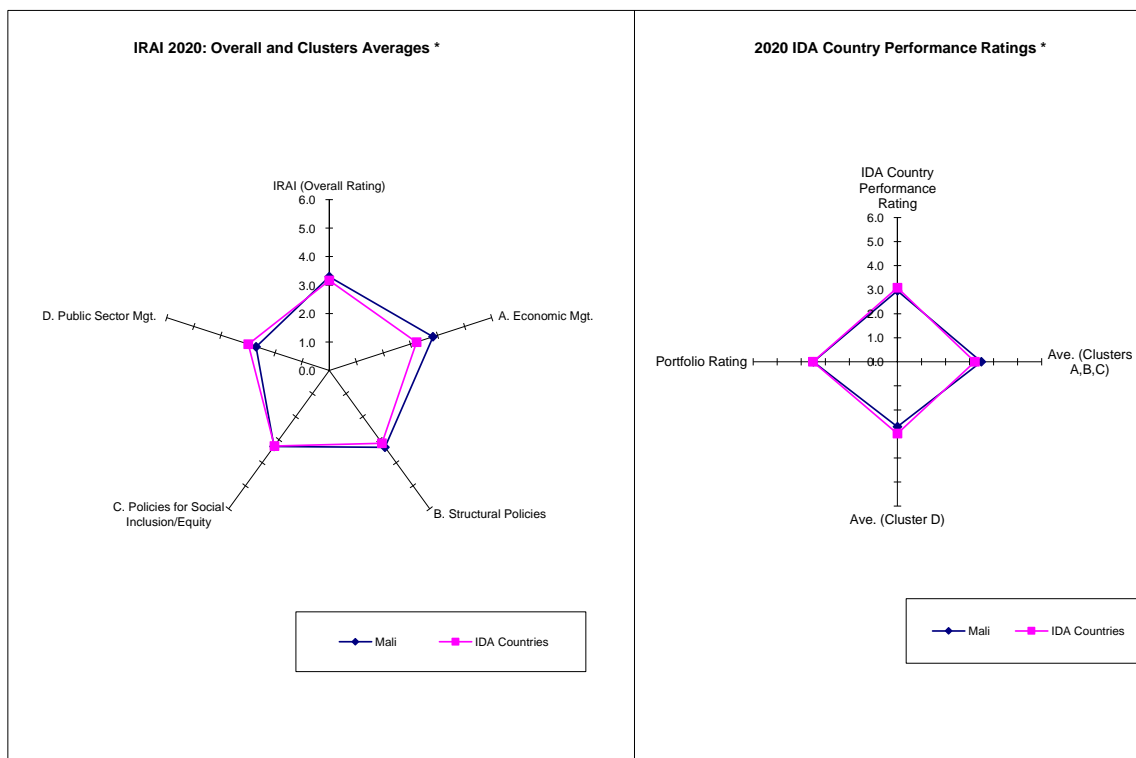 IRAI 2020: Overall and Clusters Averages *
IRAI (Overall Rating)
6.0
5.0
4.0
3.0
2.0
1.0
0.0
A. Economic Mgt.
B. Structural Policies
C. Policies for Social
Inclusion/Equity
D. Public Sector Mgt.
Mali
IDA Countries
2020 IDA Country Performance Ratings *
IDA Country
Performance
Rating
6.0
5.0
4.0
3.0
2.0
1.0
0.0
Ave. (Clusters
A,B,C)
Ave. (Cluster D)
Portfolio Rating
Mali
IDA Countries